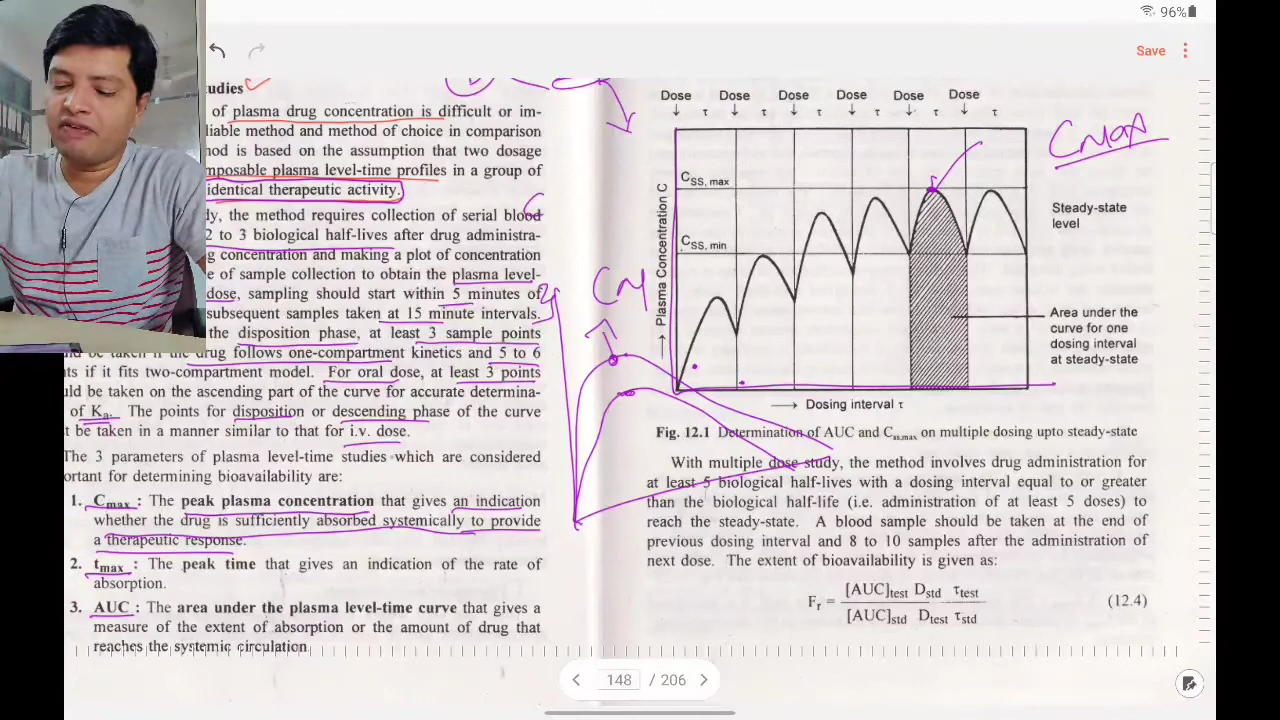 96%
Save
tudies
of plasma drug concentration is difficult or im-
liable method and method of choice in comparison
hod is based on the assumption that two dosage
mposable plasma level-time profiles in a group of
identical therapeutic activity.
dy, the method requires collection of serial blood
2 to 3 biological half-lives after drug administra-
g concentration and making a plot of concentration
e of sample collection to obtain the plasma level-
dose, sampling should start within 5 minutes of
subsequent samples taken at 15 minute intervals.
the disposition phase, at least 3 sample points
be taken if the drug follows one-compartment kinetics and 5 to 6
ts if it fits two-compartment model. For oral dose, at least 3 points
uld be taken on the ascending part of the curve for accurate determina-
of Ka. The points for disposition or descending phase of the curve
t be taken in a manner similar to that for i.v. dose.
The 3 parameters of plasma level-time studies which are considered
ortant for determining bioavailability are:
1. Cmax : The peak plasma concentration that gives an indication
whether the drug is sufficiently absorbed systemically to provide
a therapeutic response.
2. tmax : The peak time that gives an indication of the rate of
absorption.
3. AUC : The area under the plasma level-time curve that gives a
measure of the extent of absorption or the amount of drug that
reaches the systemic circulation.
Dose Dose Dose Dose Dose Dose
τ τ τ τ τ τ
Cmax
CSS, max
CSS, min
Plasma Concentration C
Steady-state
level
Area under the
curve for one
dosing interval
at steady-state
Dosing interval τ
Fig. 12.1 Determination of AUC and Css,max on multiple dosing upto steady-state
With multiple dose study, the method involves drug administration for
at least 5 biological half-lives with a dosing interval equal to or greater
than the biological half-life (i.e. administration of at least 5 doses) to
reach the steady-state. A blood sample should be taken at the end of
previous dosing interval and 8 to 10 samples after the administration of
next dose. The extent of bioavailability is given as:
Fr = [AUC]test Dstd τtest
[AUC]std Dtest τstd
(12.4)
148 / 206